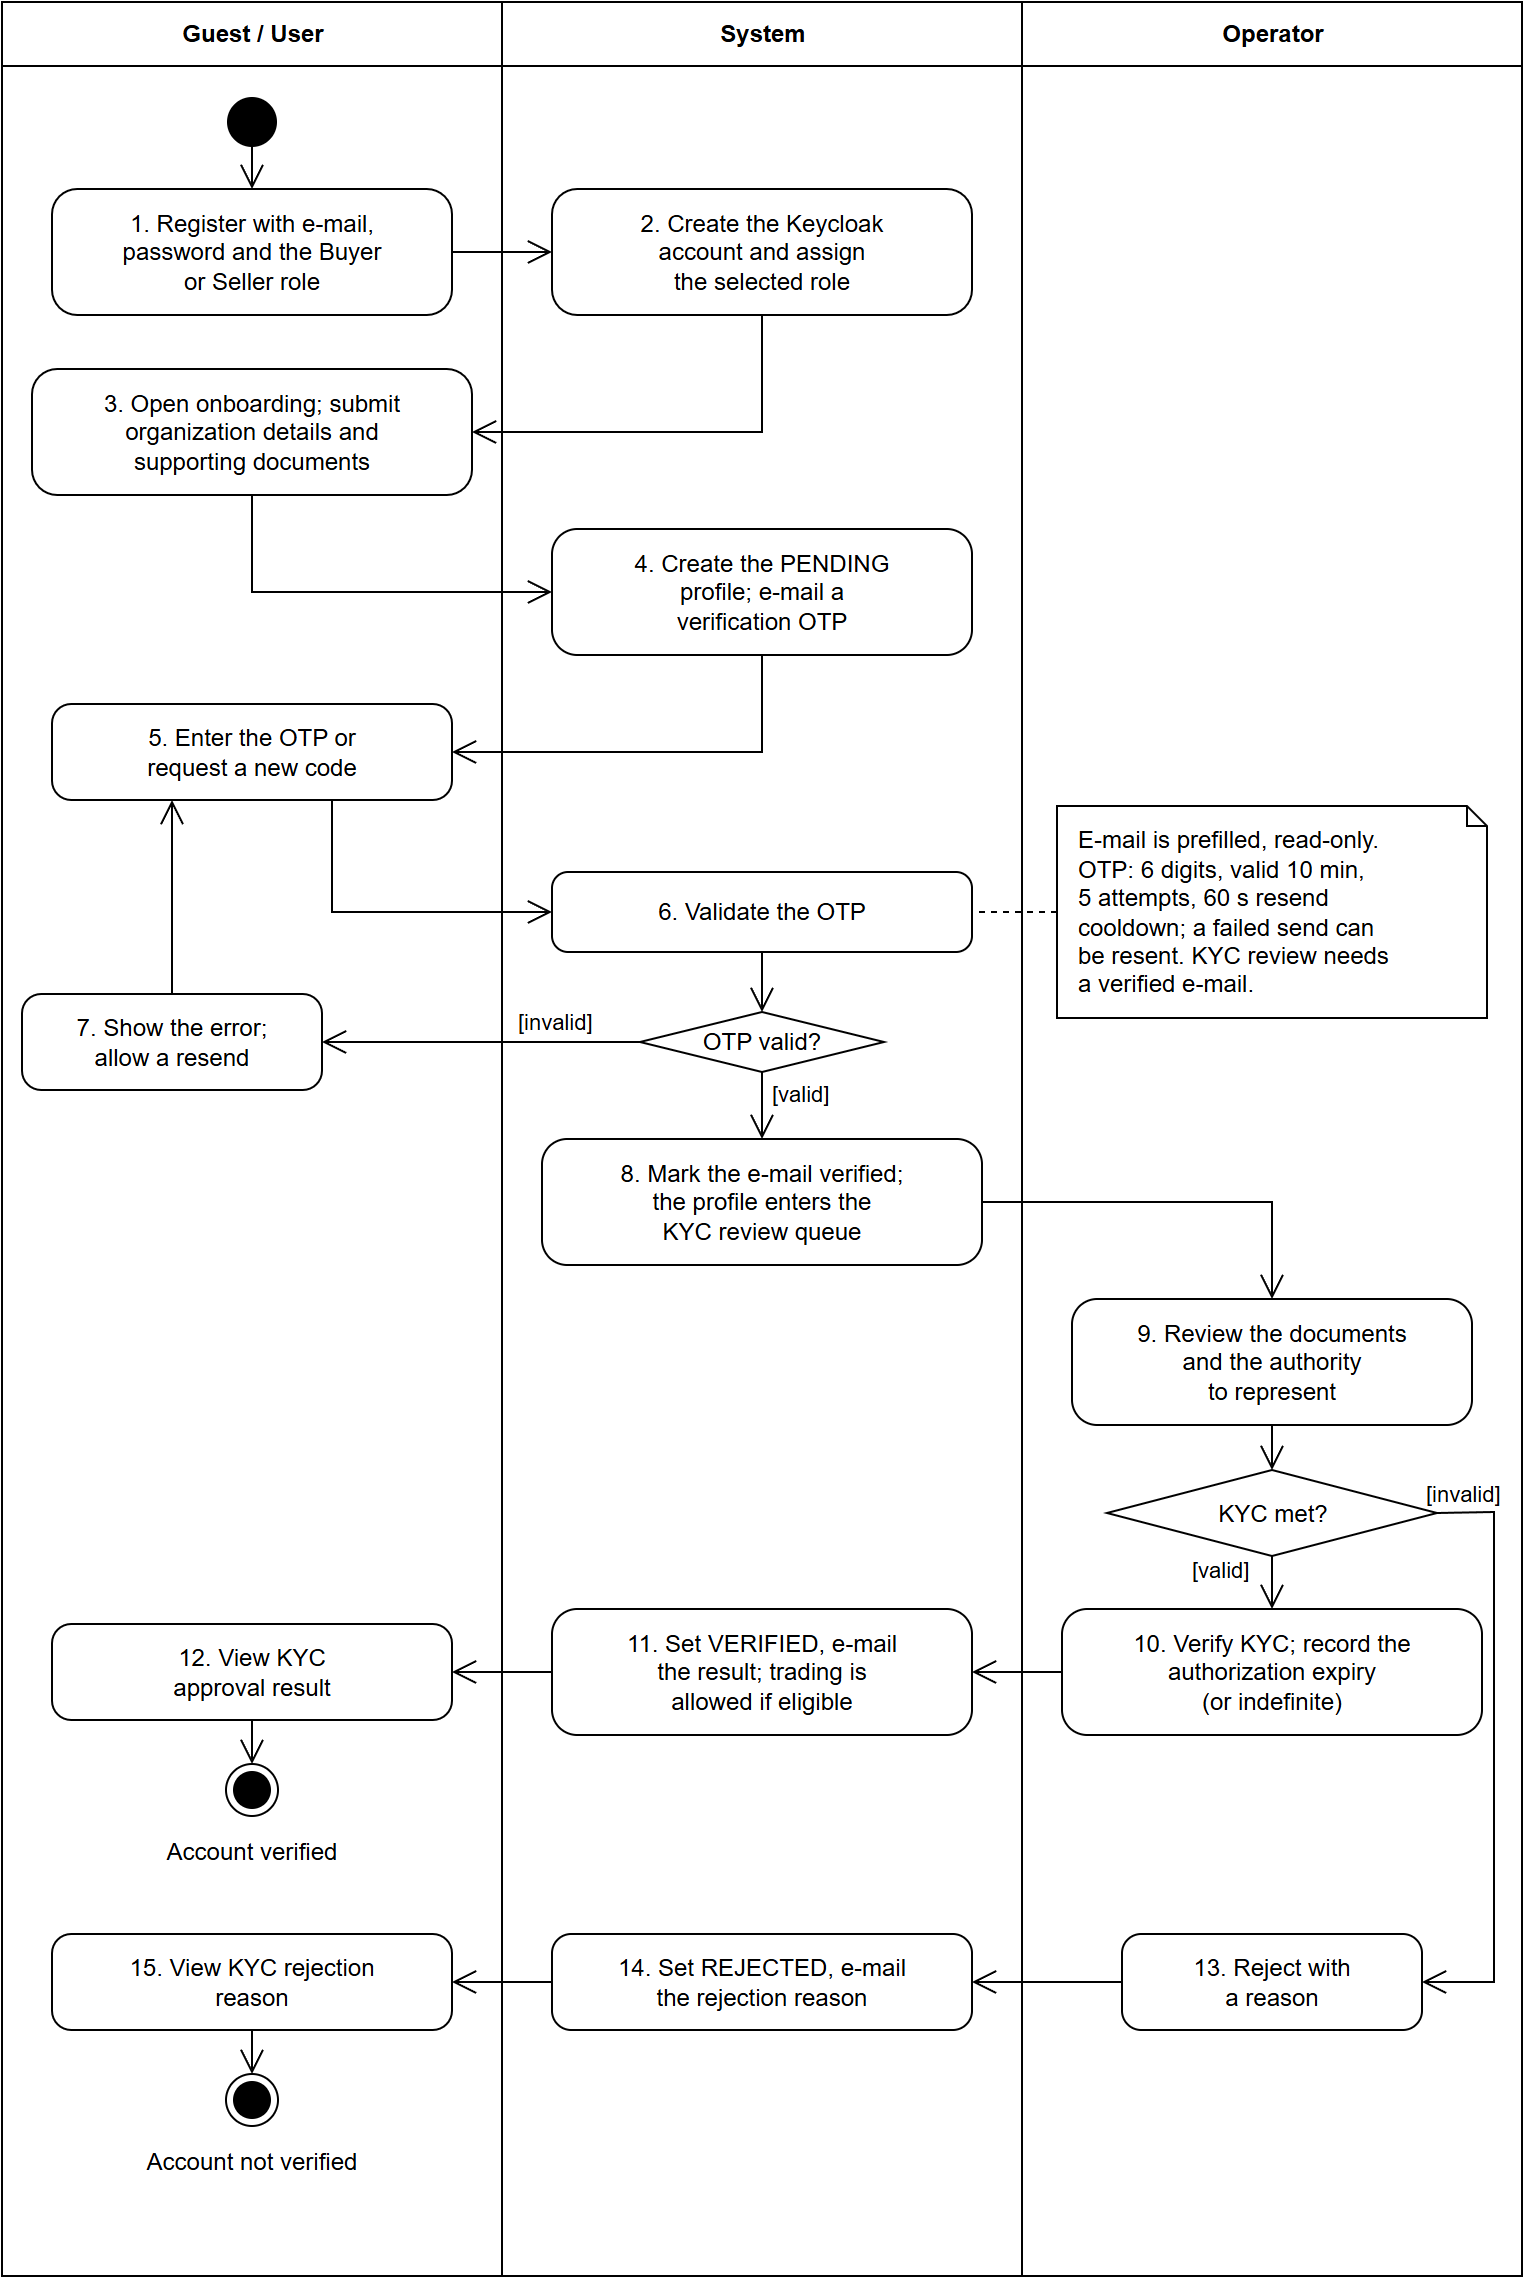 Guest / User
System
Operator
1. Register with e-mail,
password and the Buyer
or Seller role
2. Create the Keycloak
account and assign
the selected role
3. Open onboarding; submit
organization details and
supporting documents
4. Create the PENDING
profile; e-mail a
verification OTP
5. Enter the OTP or
request a new code
E-mail is prefilled, read-only.
OTP: 6 digits, valid 10 min,
5 attempts, 60 s resend
cooldown; a failed send can
be resent. KYC review needs
a verified e-mail.
6. Validate the OTP
[invalid]
OTP valid?
7. Show the error;
allow a resend
[valid]
8. Mark the e-mail verified;
the profile enters the
KYC review queue
9. Review the documents
and the authority
to represent
[invalid]
KYC met?
[valid]
10. Verify KYC; record the
authorization expiry
(or indefinite)
11. Set VERIFIED, e-mail
the result; trading is
allowed if eligible
12. View KYC
approval result
Account verified
13. Reject with
a reason
14. Set REJECTED, e-mail
the rejection reason
15. View KYC rejection
reason
Account not verified